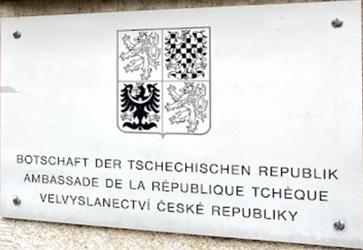 BOTSCHAFT DER TSCHECHISCHEN REPUBLIK
AMBASSADE DE LA RÉPUBLIQUE TCHÈQUE
VELVYSLANECTVÍ ČESKÉ REPUBLIKY